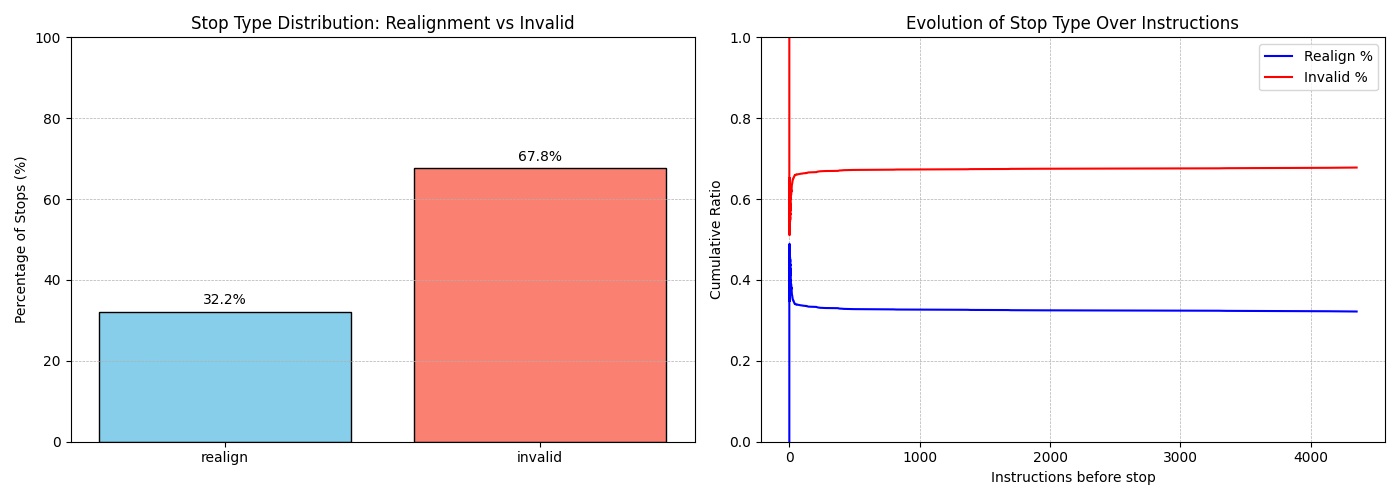 Stop Type Distribution: Realignment vs Invalid
Percentage of Stops (%)
100
80
60
40
20
0
32.2%
67.8%
realign
invalid
Evolution of Stop Type Over Instructions
Cumulative Ratio
1.0
0.8
0.6
0.4
0.2
0.0
Realign %
Invalid %
0
1000
2000
3000
4000
Instructions before stop